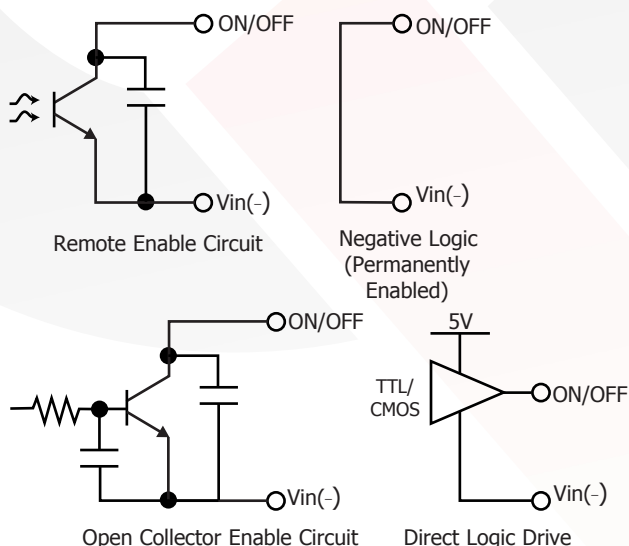 ON/OFF
Vin(-)
Remote Enable Circuit
ON/OFF
Vin(-)
Negative Logic
(Permanently
Enabled)
ON/OFF
Vin(-)
Open Collector Enable Circuit
5V
TTL/
CMOS
ON/OFF
Vin(-)
Direct Logic Drive